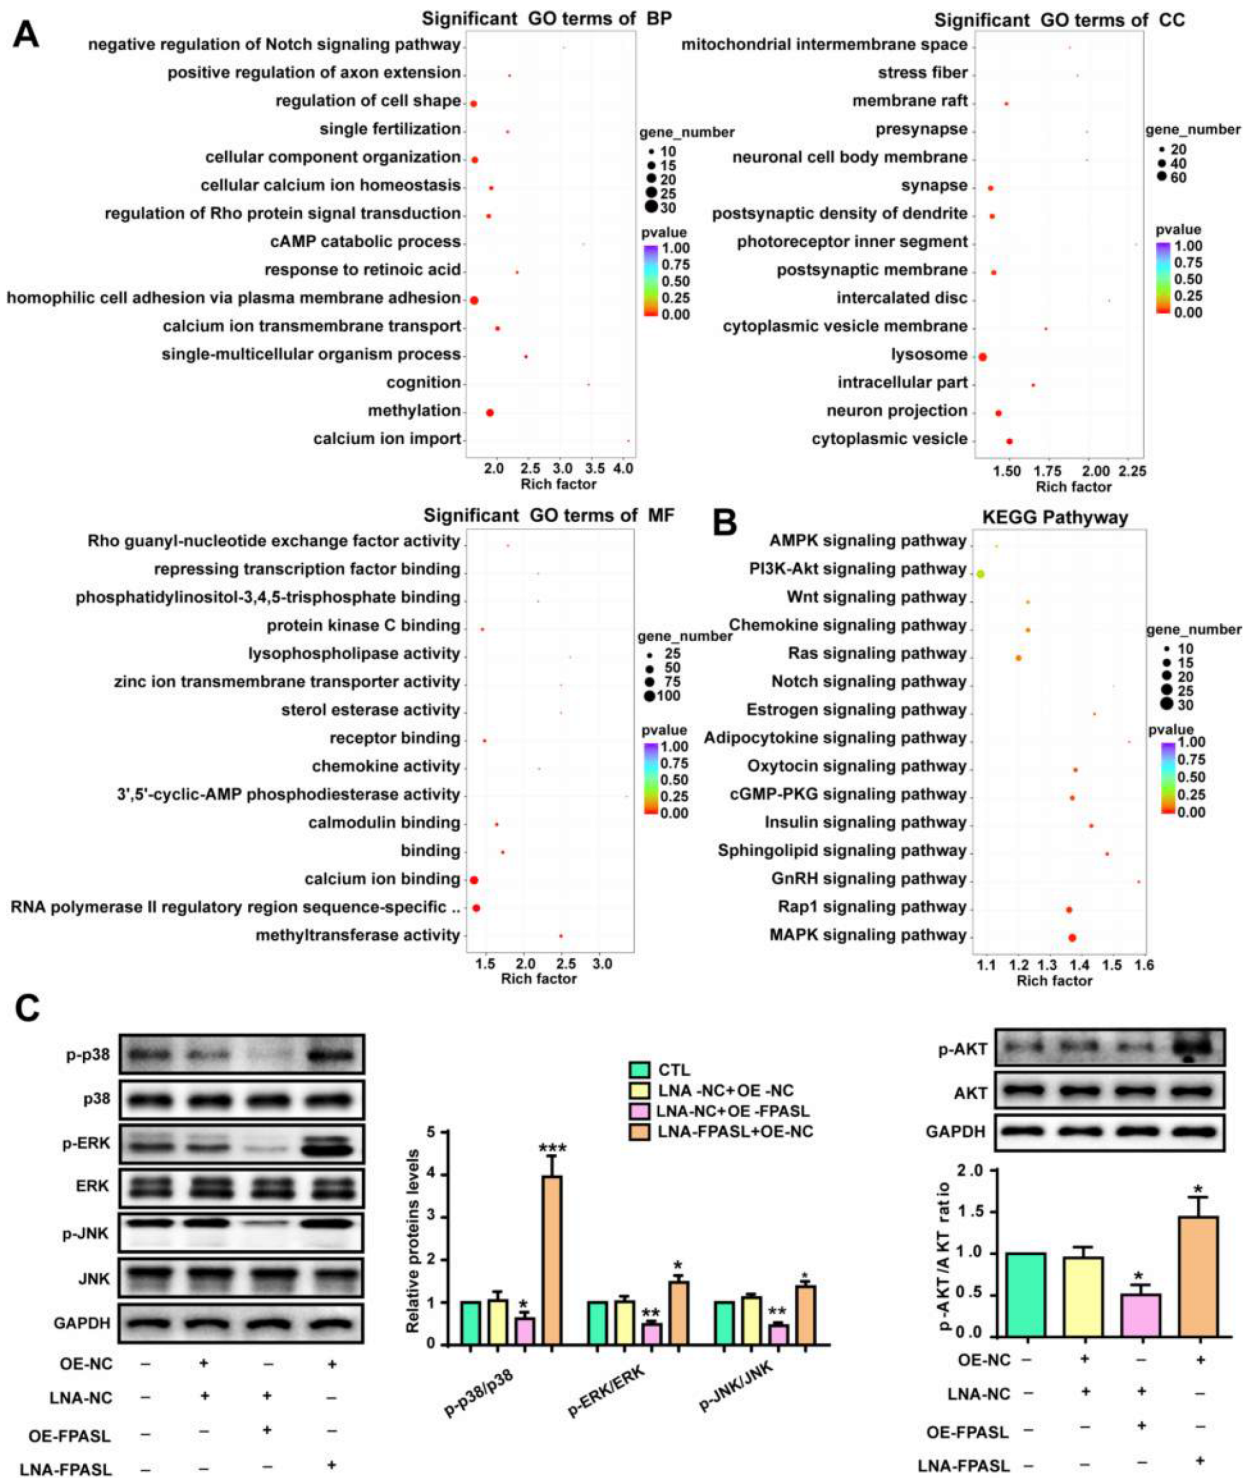 A
Significant GO terms of BP
negative regulation of Notch signaling pathway
positive regulation of axon extension
regulation of cell shape
single fertilization
cellular component organization
cellular calcium ion homeostasis
regulation of Rho protein signal transduction
cAMP catabolic process
response to retinoic acid
homophilic cell adhesion via plasma membrane adhesion
calcium ion transmembrane transport
single-multicellular organism process
cognition
methylation
calcium ion import
2.0 2.5 3.0 3.5 4.0
Rich factor
gene_number
10
15
20
25
30
pvalue
1.00
0.75
0.50
0.25
0.00
Significant GO terms of CC
mitochondrial intermembrane space
stress fiber
membrane raft
presynapse
neuronal cell body membrane
synapse
postsynaptic density of dendrite
photoreceptor inner segment
postsynaptic membrane
intercalated disc
cytoplasmic vesicle membrane
lysosome
intracellular part
neuron projection
cytoplasmic vesicle
1.50 1.75 2.00 2.25
Rich factor
gene_number
20
40
60
pvalue
1.00
0.75
0.50
0.25
0.00
Significant GO terms of MF
Rho guanyl-nucleotide exchange factor activity
repressing transcription factor binding
phosphatidylinositol-3,4,5-trisphosphate binding
protein kinase C binding
lysophospholipase activity
zinc ion transmembrane transporter activity
sterol esterase activity
receptor binding
chemokine activity
3',5'-cyclic-AMP phosphodiesterase activity
calmodulin binding
binding
calcium ion binding
RNA polymerase II regulatory region sequence-specific ..
methyltransferase activity
1.5 2.0 2.5 3.0
Rich factor
gene_number
25
50
75
100
pvalue
1.00
0.75
0.50
0.25
0.00
B
KEGG Pathyway
AMPK signaling pathway
PI3K-Akt signaling pathway
Wnt signaling pathway
Chemokine signaling pathway
Ras signaling pathway
Notch signaling pathway
Estrogen signaling pathway
Adipocytokine signaling pathway
Oxytocin signaling pathway
cGMP-PKG signaling pathway
Insulin signaling pathway
Sphingolipid signaling pathway
GnRH signaling pathway
Rap1 signaling pathway
MAPK signaling pathway
1.1 1.2 1.3 1.4 1.5 1.6
Rich factor
gene_number
10
15
20
25
30
pvalue
1.00
0.75
0.50
0.25
0.00
C
p-p38
p38
p-ERK
ERK
p-JNK
JNK
GAPDH
OE-NC – + – +
LNA-NC – + + –
OE-FPASL – – + –
LNA-FPASL – – – +
CTL
LNA -NC+OE -NC
LNA-NC+OE -FPASL
LNA-FPASL+OE-NC
Relative proteins levels
5
4
3
2
1
0
* ***
** *
** *
p-p38/p38
p-ERK/ERK
p-JNK/JNK
p-AKT
AKT
GAPDH
p-AKT/AKT ratio
2.0
1.5
1.0
0.5
0.0
* *
OE-NC – + – +
LNA-NC – + + –
OE-FPASL – – + –
LNA-FPASL – – – +